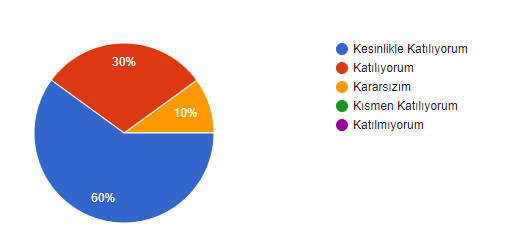 30%
10%
60%
Kesinlikle Katılıyorum
Katılıyorum
Kararsızım
Kısmen Katılıyorum
Katılmıyorum